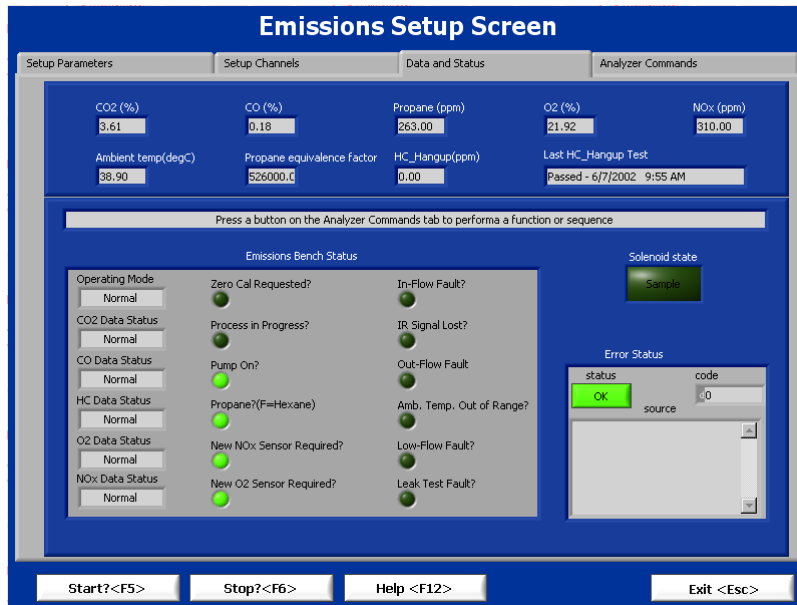 Emissions Setup Screen
Setup Parameters Setup Channels Data and Status Analyzer Commands
CO2 (%) CO (%) Propane (ppm) O2 (%) NOx (ppm)
3.61 0.18 263.00 21.92 310.00
Ambient temp(degC) Propane equivalence factor HC_Hangup(ppm) Last HC_Hangup Test
38.90 526000.0 0.00 Passed - 6/7/2002 9:55 AM
Press a button on the Analyzer Commands tab to performa a function or sequence
Emissions Bench Status Solenoid state
Operating Mode Zero Cal Requested? In-Flow Fault? Sample
Normal
CO2 Data Status Process in Progress? IR Signal Lost?
Normal
CO Data Status Pump On? Out-Flow Fault Error Status
Normal status code
HC Data Status Propane?(F=Hexane) Amb. Temp. Out of Range? OK 0
Normal source
O2 Data Status New NOx Sensor Required? Low-Flow Fault?
Normal
NOx Data Status New O2 Sensor Required? Leak Test Fault?
Normal
Start?<F5> Stop?<F6> Help <F12> Exit <Esc>